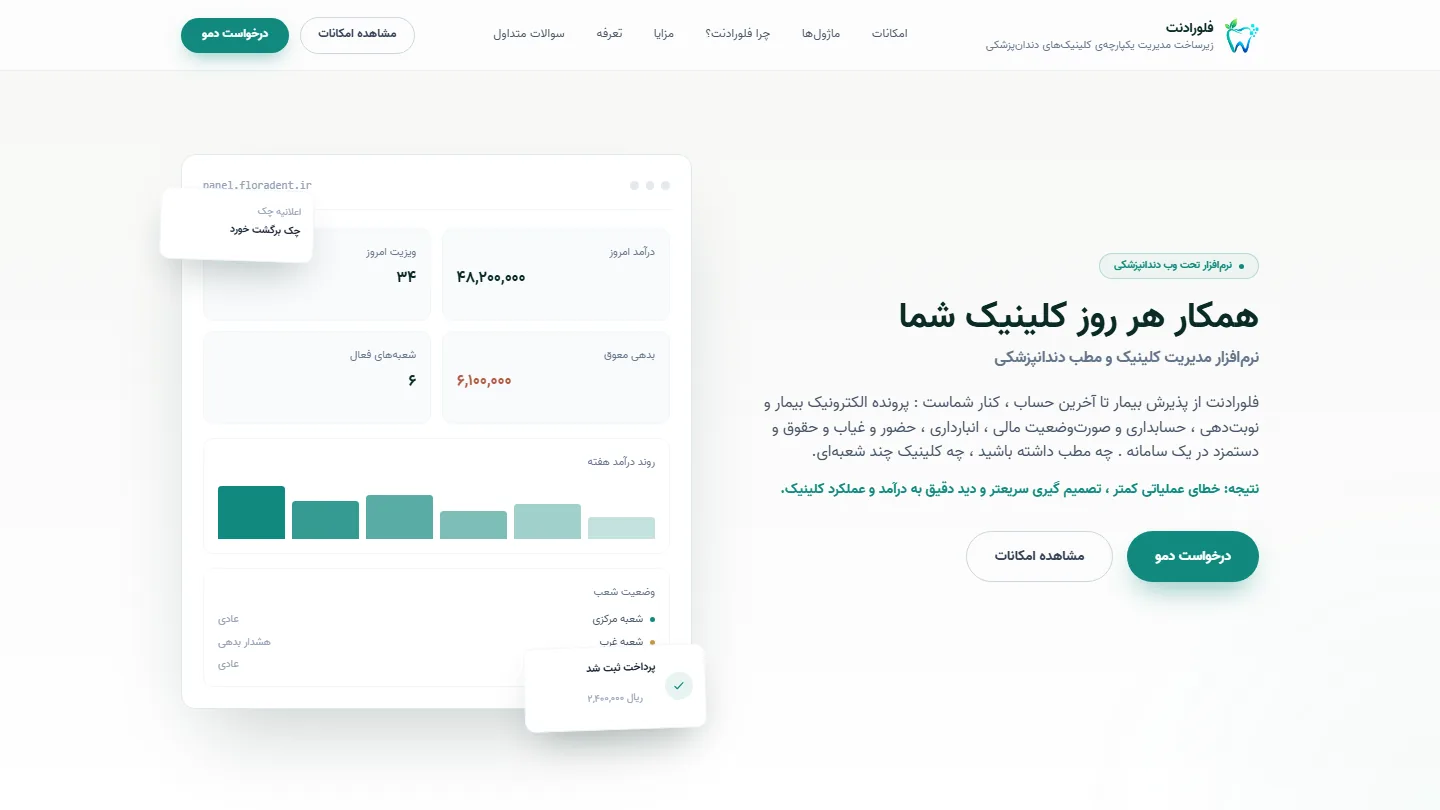 فلورادنت
زیرساخت مدیریت یکپارچه‌ی کلینیک‌های دندان‌پزشکی
امکانات
ماژول‌ها
چرا فلورادنت؟
مزایا
تعرفه
سوالات متداول
مشاهده امکانات
درخواست دمو
نرم‌افزار تحت وب دندانپزشکی
همکار هر روز کلینیک شما
نرم‌افزار مدیریت کلینیک و مطب دندانپزشکی
فلورادنت از پذیرش بیمار تا آخرین حساب ، کنار شماست : پرونده الکترونیک بیمار و
نوبت‌دهی ، حسابداری و صورت‌وضعیت مالی ، انبارداری ، حضور و غیاب و حقوق و
دستمزد در یک سامانه . چه مطب داشته باشید ، چه کلینیک چند شعبه‌ای.
نتیجه: خطای عملیاتی کمتر ، تصمیم گیری سریعتر و دید دقیق به درآمد و عملکرد کلینیک.
درخواست دمو
مشاهده امکانات
panel.floradent.ir
اعلانیه چک
چک برگشت خورد
درآمد امروز
۴۸,۲۰۰,۰۰۰
ویزیت امروز
۳۴
بدهی معوق
۶,۱۰۰,۰۰۰
شعبه‌های فعال
۶
روند درآمد هفته
وضعیت شعب
شعبه مرکزی
عادی
شعبه غرب
هشدار بدهی
عادی
پرداخت ثبت شد
ریال ۲,۴۰۰,۰۰۰